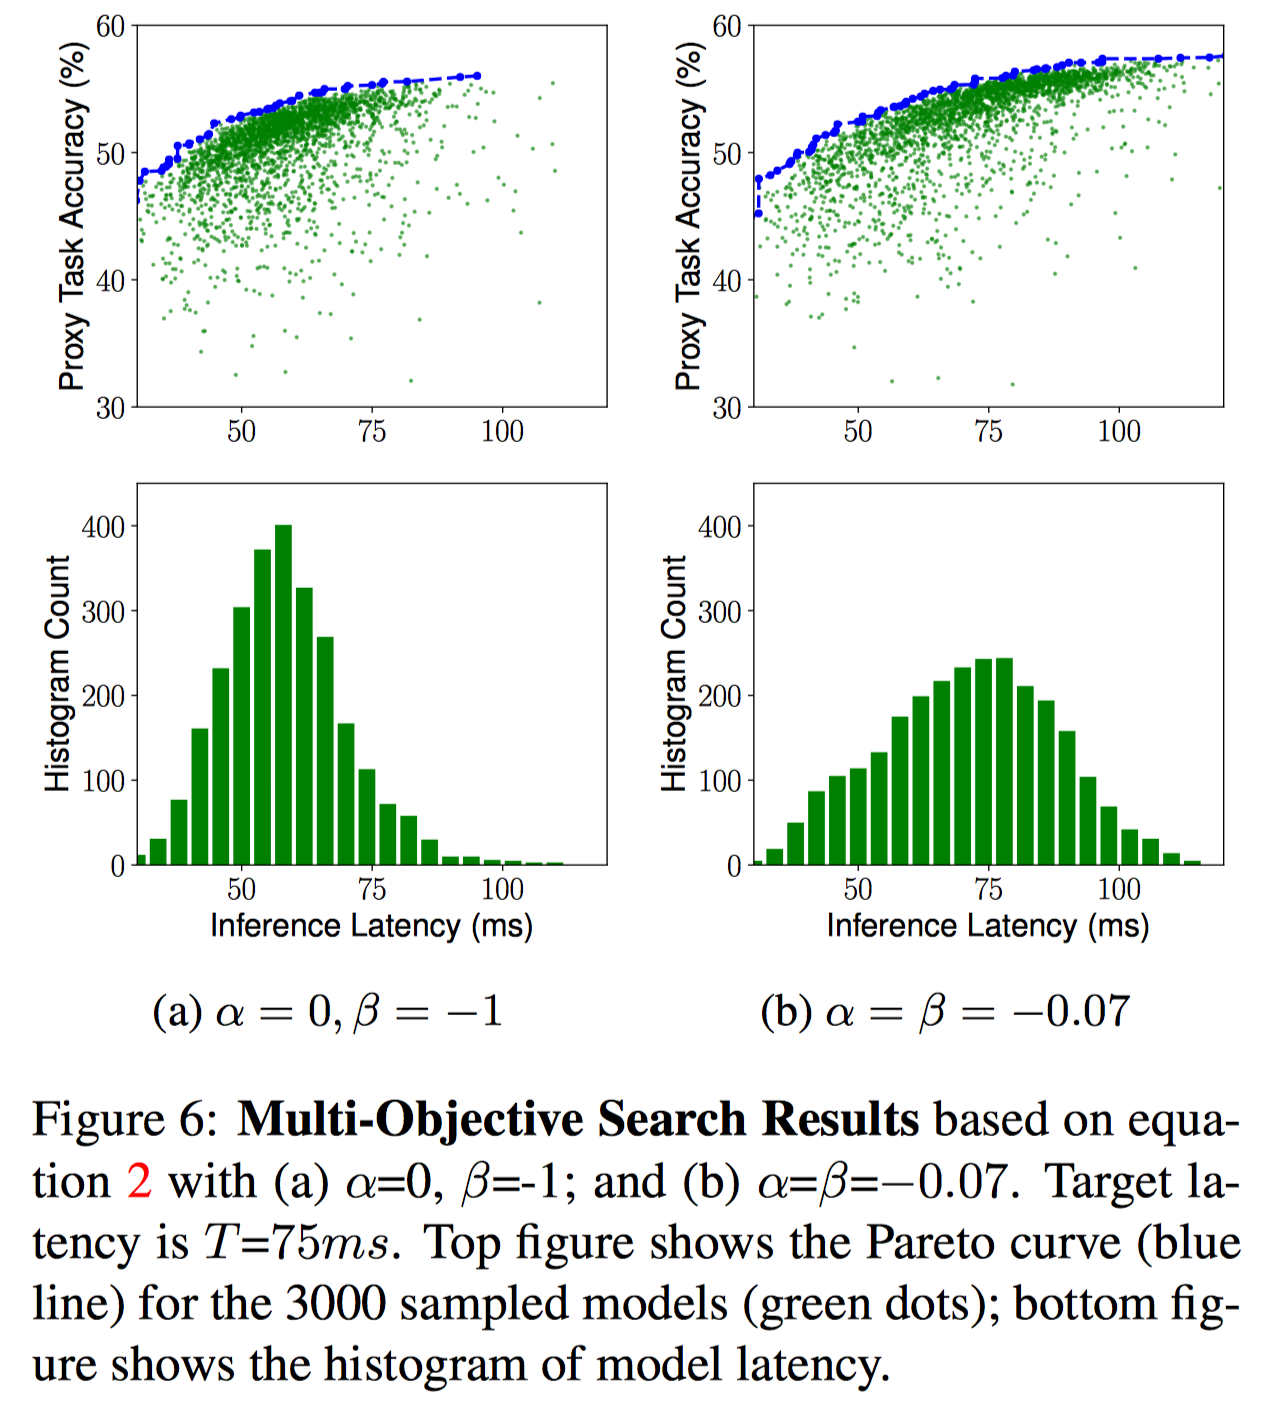 60
50
40
30
Proxy Task Accuracy (%)
50 75 100
60
50
40
30
Proxy Task Accuracy (%)
50 75 100
400
300
200
100
0
Histogram Count
50 75 100
Inference Latency (ms)
400
300
200
100
0
Histogram Count
50 75 100
Inference Latency (ms)
(a) α = 0, β = −1
(b) α = β = −0.07
Figure 6: Multi-Objective Search Results based on equa-
tion 2 with (a) α=0, β=-1; and (b) α=β=−0.07. Target la-
tency is T=75ms. Top figure shows the Pareto curve (blue
line) for the 3000 sampled models (green dots); bottom fig-
ure shows the histogram of model latency.